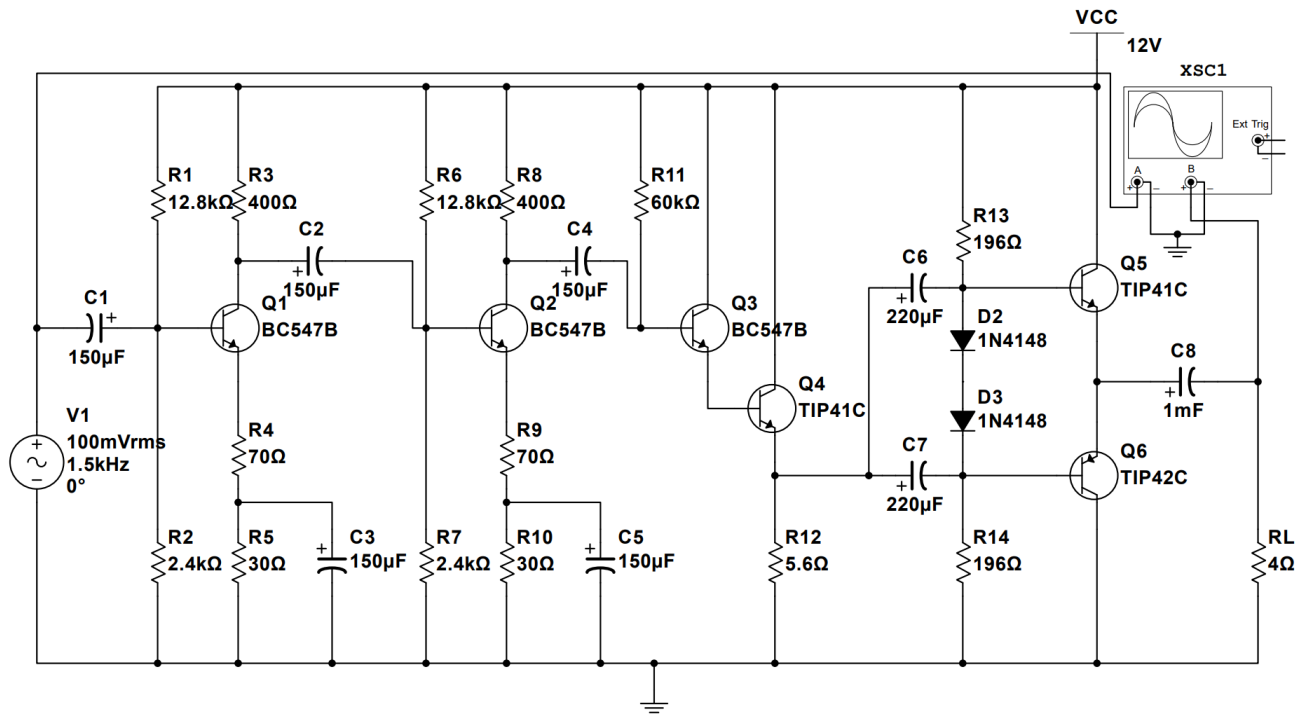 VCC
12V
XSC1
Ext Trig
+
–
A
B
+
–
+
–
R1
12.8kΩ
R3
400Ω
R6
12.8kΩ
R8
400Ω
R11
60kΩ
R13
196Ω
C2
+
150µF
C4
+
150µF
C6
+
220µF
Q5
TIP41C
C1
+
150µF
Q1
BC547B
Q2
BC547B
Q3
BC547B
D2
1N4148
C8
+
1mF
Q4
TIP41C
D3
1N4148
V1
100mVrms
1.5kHz
0°
+
–
R4
70Ω
R9
70Ω
C7
+
220µF
Q6
TIP42C
R2
2.4kΩ
R5
30Ω
C3
+
150µF
R7
2.4kΩ
R10
30Ω
C5
+
150µF
R12
5.6Ω
R14
196Ω
RL
4Ω